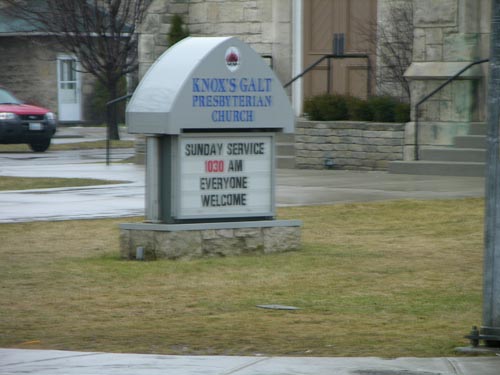 KNOX'S GALT
PRESBYTERIAN
CHURCH
SUNDAY SERVICE
1030 AM
EVERYONE
WELCOME